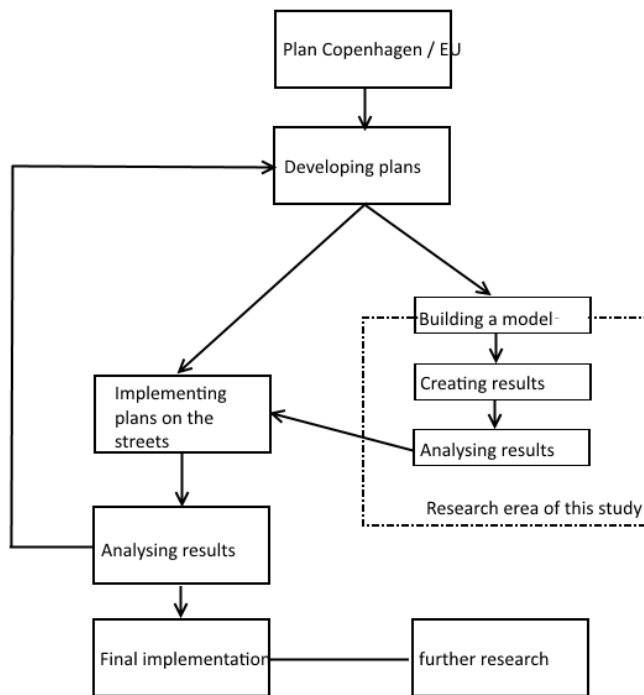 Plan Copenhagen / EU
Developing plans
Building a model
Creating results
Implementing
plans on the
streets
Analysing results
Research erea of this study
Analysing results
Final implementation
further research